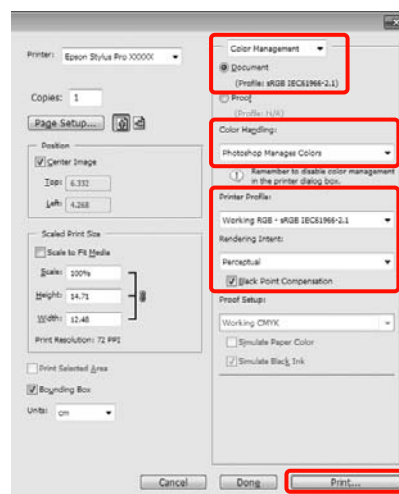 Printer: Epson Stylus Pro XXXXX
Copies: 1
Page Setup...
Position
Center Image
Top: 6.332
Left: 4.268
Scaled Print Size
Scale to Fit Media
Scale: 100%
Height: 14.71
Width: 12.48
Print Resolution: 72 PPI
Print Selected Area
Bounding Box
Units: cm
Color Management
Document
(Profile: sRGB IEC61966-2.1)
Proof
(Profile: N/A)
Color Handling:
Photoshop Manages Colors
Remember to disable color management
in the printer dialog box.
Printer Profile:
Working RGB - sRGB IEC61966-2.1
Rendering Intent:
Perceptual
Black Point Compensation
Proof Setup:
Working CMYK
Simulate Paper Color
Simulate Black Ink
Cancel
Done
Print...